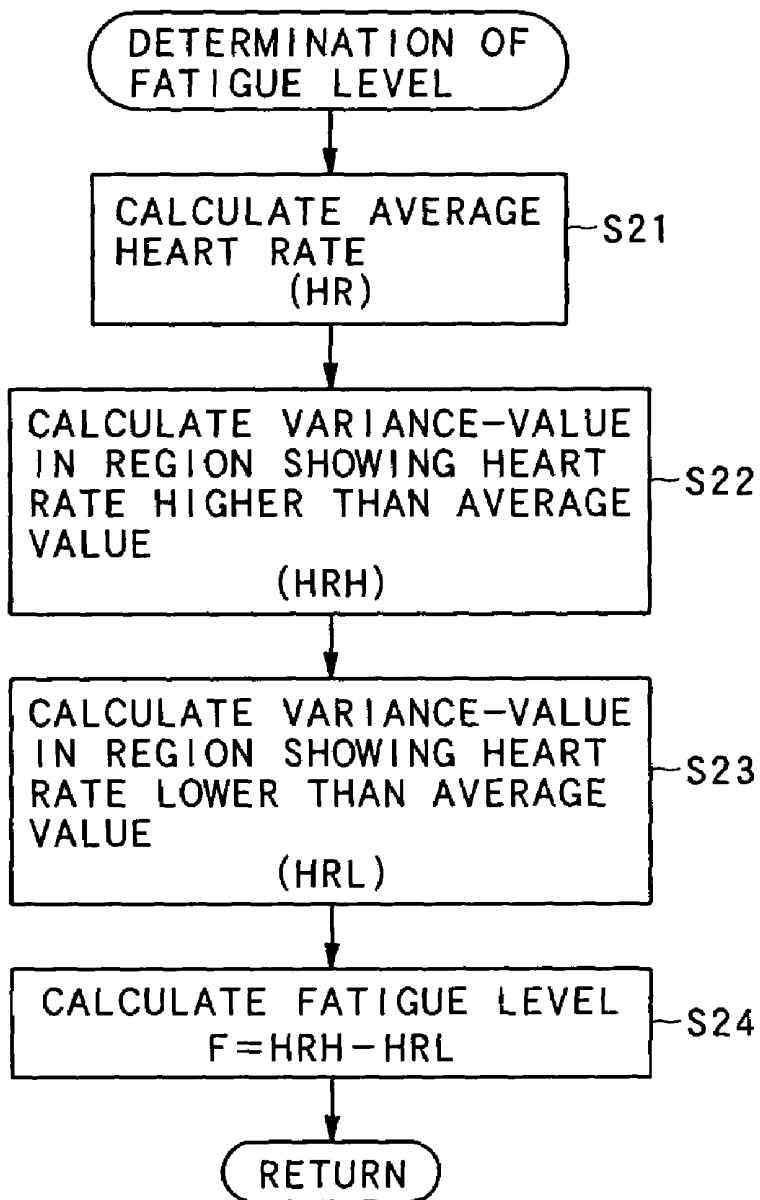 DETERMINATION OF
FATIGUE LEVEL
CALCULATE AVERAGE
HEART RATE
(HR)
S21
CALCULATE VARIANCE-VALUE
IN REGION SHOWING HEART
RATE HIGHER THAN AVERAGE
VALUE
(HRH)
S22
CALCULATE VARIANCE-VALUE
IN REGION SHOWING HEART
RATE LOWER THAN AVERAGE
VALUE
(HRL)
S23
CALCULATE FATIGUE LEVEL
F=HRH-HRL
S24
RETURN